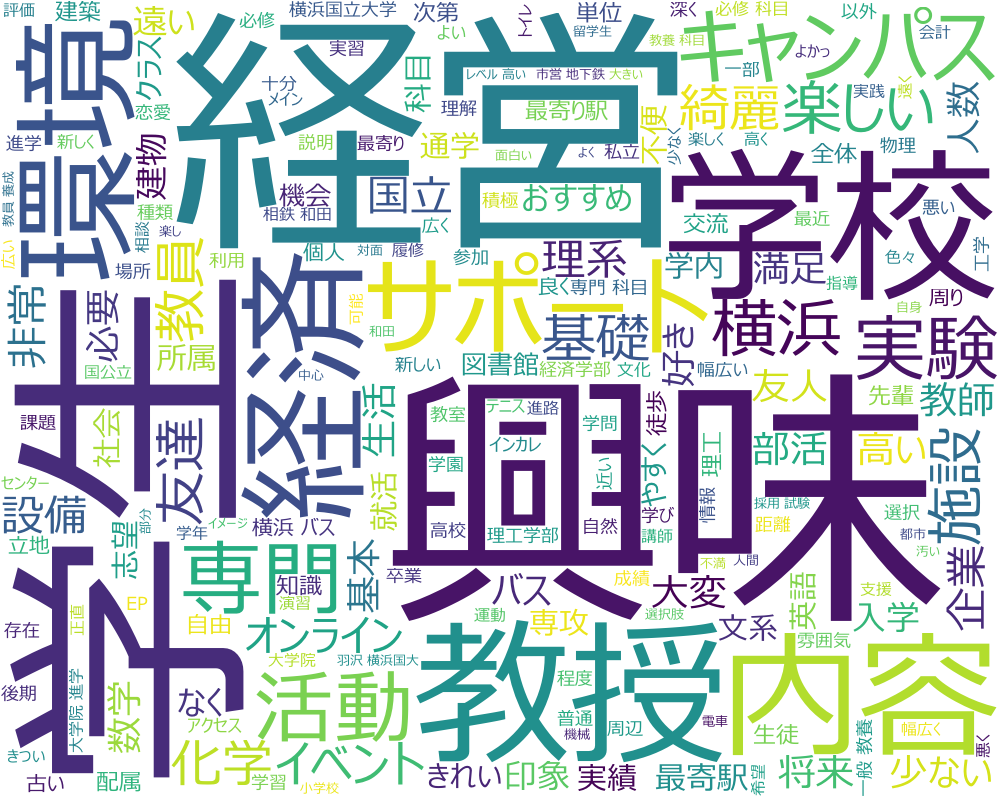 評価
建築
遠い
必修
横浜国立大学
次第
トイレ
よい
実習
留学生
単位
深く
必修 科目
教養 科目
以外
よかっ
会計
一部
キャンパス
経営
環境
クラス
恋愛
十分
メイン
科目
理解
レベル 高い
市営 地下鉄
大きい
最寄り駅
綺麗
楽しい
実践
遠く
人数
進学
新しく
説明
最寄り
通学
面白い
よく
私立
不便
少なく
楽しく
高く
全体
物理
教員 養成
建物
種類
相談
楽し
機会
相鉄 和田
国立
広く
積極
おすすめ
交流
最近
悪い
色々
工学
学校
広い
場所
教員
利用
個人
対面
履修
参加
理系
良く
専門 科目
学内
満足
指導
周り
自身
非常
必要
所属
国公立
経済
中心
可能
和田
サポート
新しい
基礎
横浜
実験
好き
図書館
経済学部
文化
幅広い
学生
課題
社会
友達
生活
教室
テニス
進路
学問
インカレ
徒歩
友人
先輩
教師
センター
設備
イメージ
部分
就活
学園
近い
やすく
理工
部活
高い
施設
立地
志望
学年
横浜 バス
高校
理工学部
自然
講師
学び
情報
採用 試験
距離
選択
都市
汚い
興味
専門
知識
基本
卒業
バス
成績
大変
不満
人間
支援
企業
存在
正直
EP
自由
演習
オンライン
運動
専攻
選択肢
文系
英語
入学
雰囲気
後期
大学院 進学
数学
なく
大学院
羽沢 横浜国大
活動
教授
程度
内容
きつい
アクセス
普通
機械
周辺
電車
生徒
幅広く
悪く
古い
配属
化学
学習
小学校
イベント
きれい
印象
実績
最寄駅
希望
将来
一般 教養
少ない